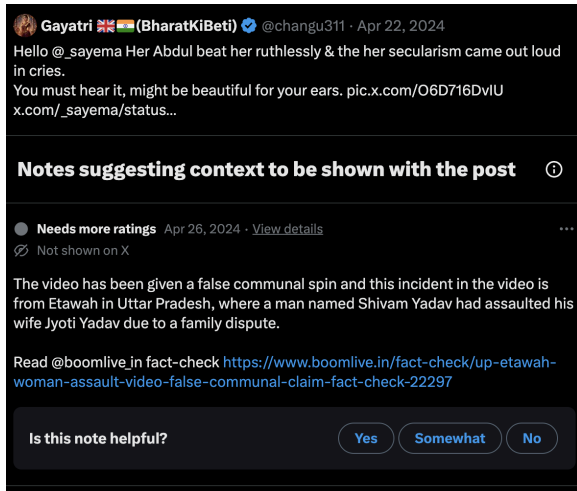 Gayatri 🇬🇧🇮🇳(BharatKiBeti) @changu311 · Apr 22, 2024
Hello @_sayema Her Abdul beat her ruthlessly & the her secularism came out loud
in cries.
You must hear it, might be beautiful for your ears. pic.x.com/O6D716DvIU
x.com/_sayema/status…
Notes suggesting context to be shown with the post
Needs more ratings Apr 26, 2024 · View details
Not shown on X
The video has been given a false communal spin and this incident in the video is
from Etawah in Uttar Pradesh, where a man named Shivam Yadav had assaulted his
wife Jyoti Yadav due to a family dispute.
Read @boomlive_in fact-check https://www.boomlive.in/fact-check/up-etawah-
woman-assault-video-false-communal-claim-fact-check-22297
Is this note helpful? Yes Somewhat No